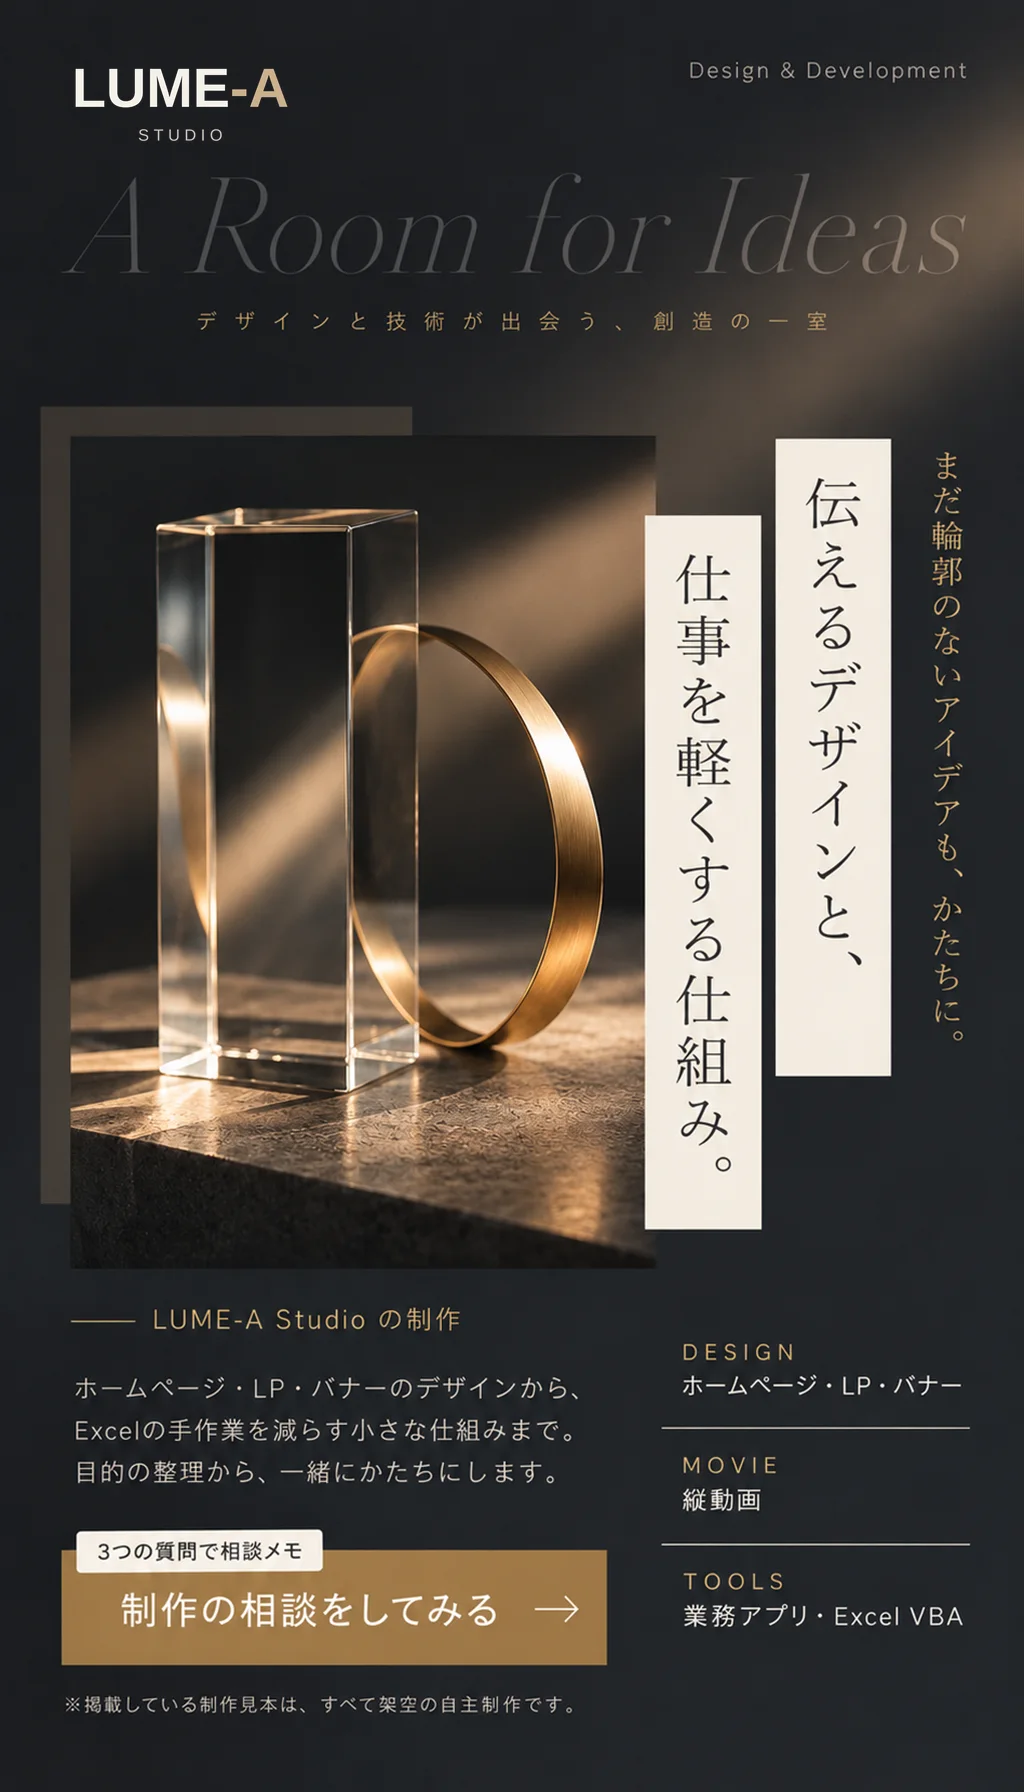 LUME-A
STUDIO
Design & Development
A Room for Ideas
デザインと技術が出会う、創造の一室
まだ輪郭のないアイデアも、かたちに。
伝えるデザインと、
仕事を軽くする仕組み。
LUME-A Studio の制作
ホームページ・LP・バナーのデザインから、
Excelの手作業を減らす小さな仕組みまで。
目的の整理から、一緒にかたちにします。
3つの質問で相談メモ
制作の相談をしてみる →
※掲載している制作見本は、すべて架空の自主制作です。
DESIGN
ホームページ・LP・バナー
MOVIE
縦動画
TOOLS
業務アプリ・Excel VBA